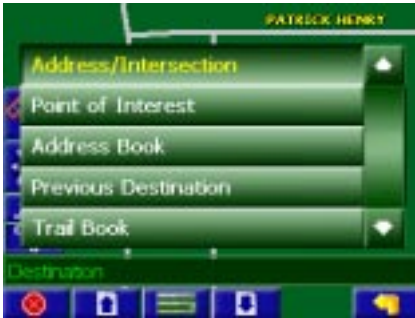 PATRICK HENRY
Address/Intersection
Point of Interest
Address Book
Previous Destination
Trail Book
Destination